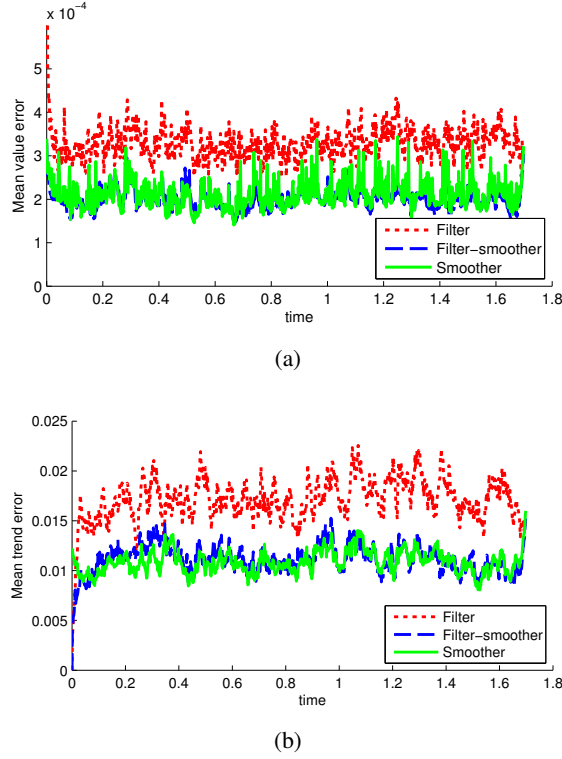 x 10⁻⁴
Mean value error
5
4
3
2
1
0
0 0.2 0.4 0.6 0.8 1 1.2 1.4 1.6 1.8
time
Filter
Filter-smoother
Smoother
(a)
Mean trend error
0.025
0.02
0.015
0.01
0.005
0
0 0.2 0.4 0.6 0.8 1 1.2 1.4 1.6 1.8
time
Filter
Filter-smoother
Smoother
(b)